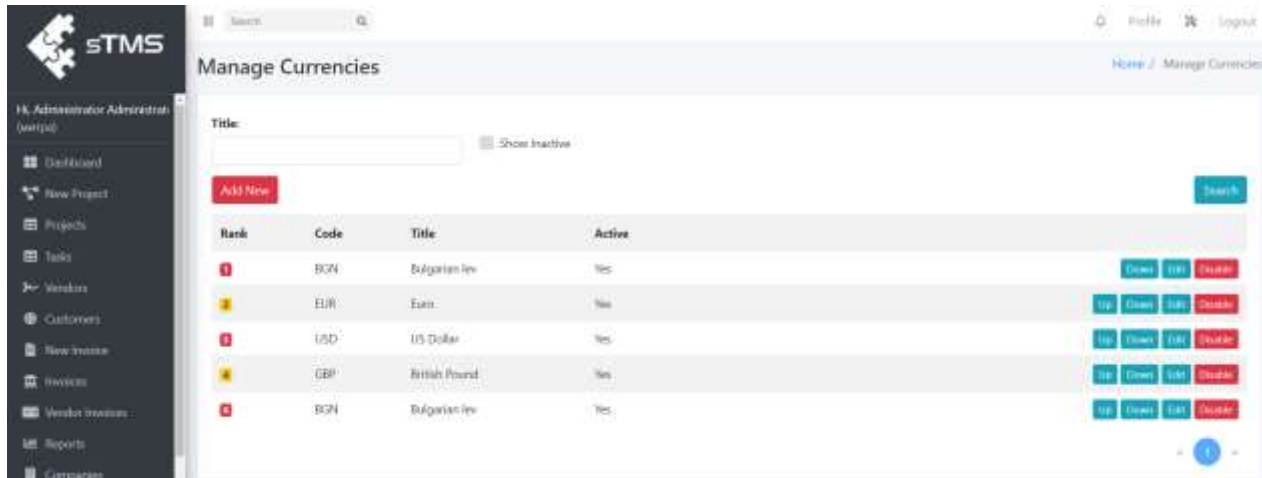 sTMS
Search
Profile
Logout
Manage Currencies
Home / Manage Currencies
Hi, Administrator Administrat
Dashboard
New Project
Projects
Tasks
Vendors
Customers
New Invoice
Invoices
Vendor Invoices
Reports
Companies
Title:
Show Inactive
Add New
Search
Rank Code Title Active
1 BGN Bulgarian lev Yes Down Edit Disable
2 EUR Euro Yes Up Down Edit Disable
3 USD US Dollar Yes Up Down Edit Disable
4 GBP British Pound Yes Up Down Edit Disable
BGN Bulgarian lev Yes Up Down Edit Disable
« 1 »